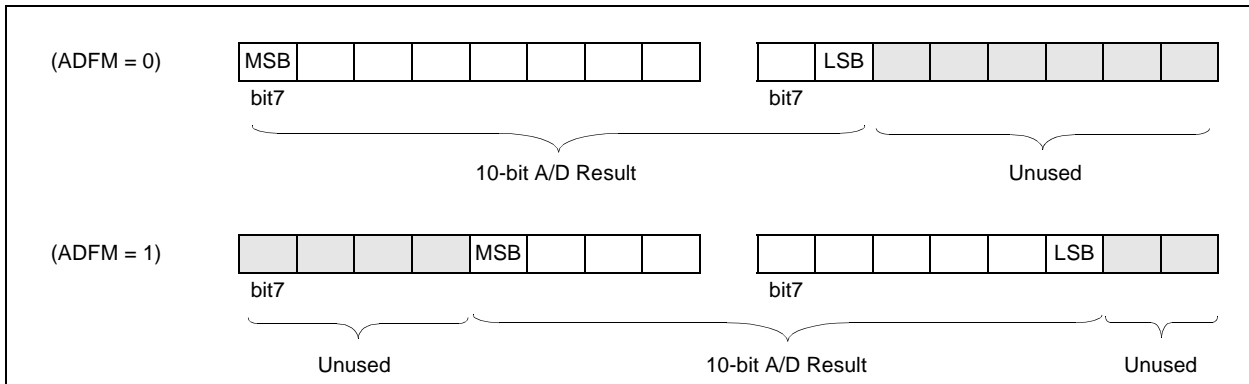 (ADFM = 0) MSB LSB
bit7 bit7
10-bit A/D Result Unused
(ADFM = 1) MSB LSB
bit7 bit7
Unused 10-bit A/D Result Unused